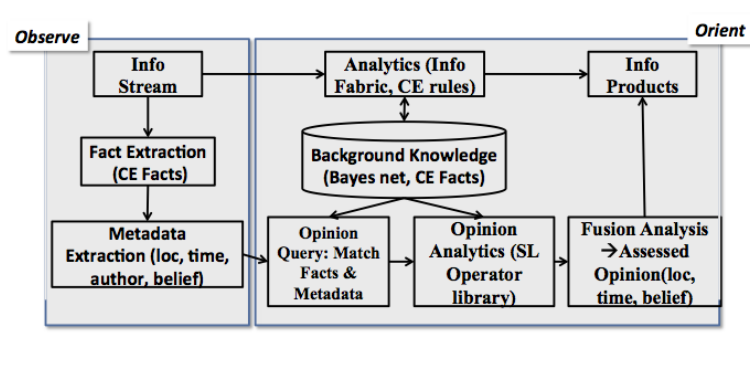 Observe
Orient
Info
Stream
Analytics (Info
Fabric, CE rules)
Info
Products
Fact Extraction
(CE Facts)
Background Knowledge
(Bayes net, CE Facts)
Metadata
Extraction (loc, time,
author, belief)
Opinion
Query: Match
Facts &
Metadata
Opinion
Analytics (SL
Operator
library)
Fusion Analysis
→Assessed
Opinion(loc,
time, belief)